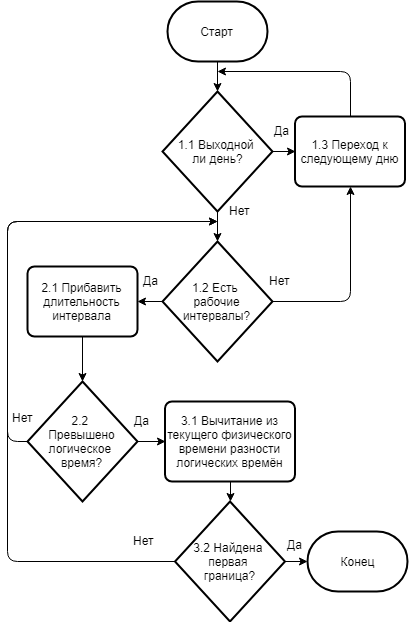 Старт
1.1 Выходной
ли день?
Да
1.3 Переход к
следующему дню
Нет
1.2 Есть
рабочие
интервалы?
Да
Нет
2.1 Прибавить
длительность
интервала
2.2
Превышено
логическое
время?
Нет
Да
3.1 Вычитание из
текущего физического
времени разности
логических времён
3.2 Найдена
первая
граница?
Нет
Да
Конец